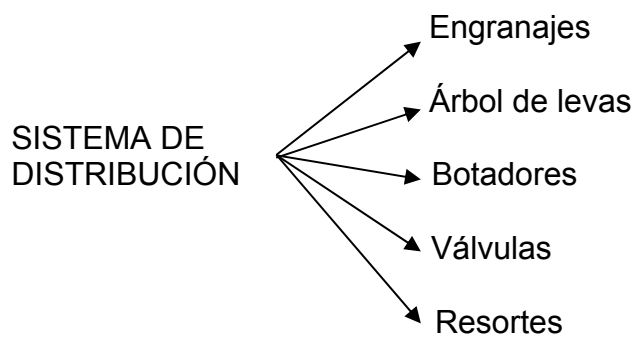 SISTEMA DE
DISTRIBUCIÓN
Engranajes
Árbol de levas
Botadores
Válvulas
Resortes